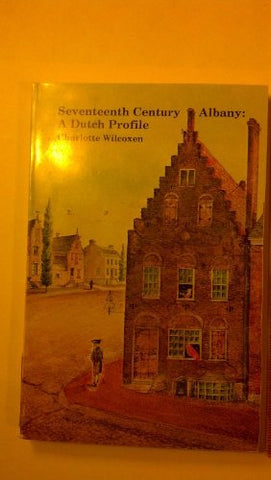 Seventeenth Century Albany:
A Dutch Profile
Charlotte Wilcoxen